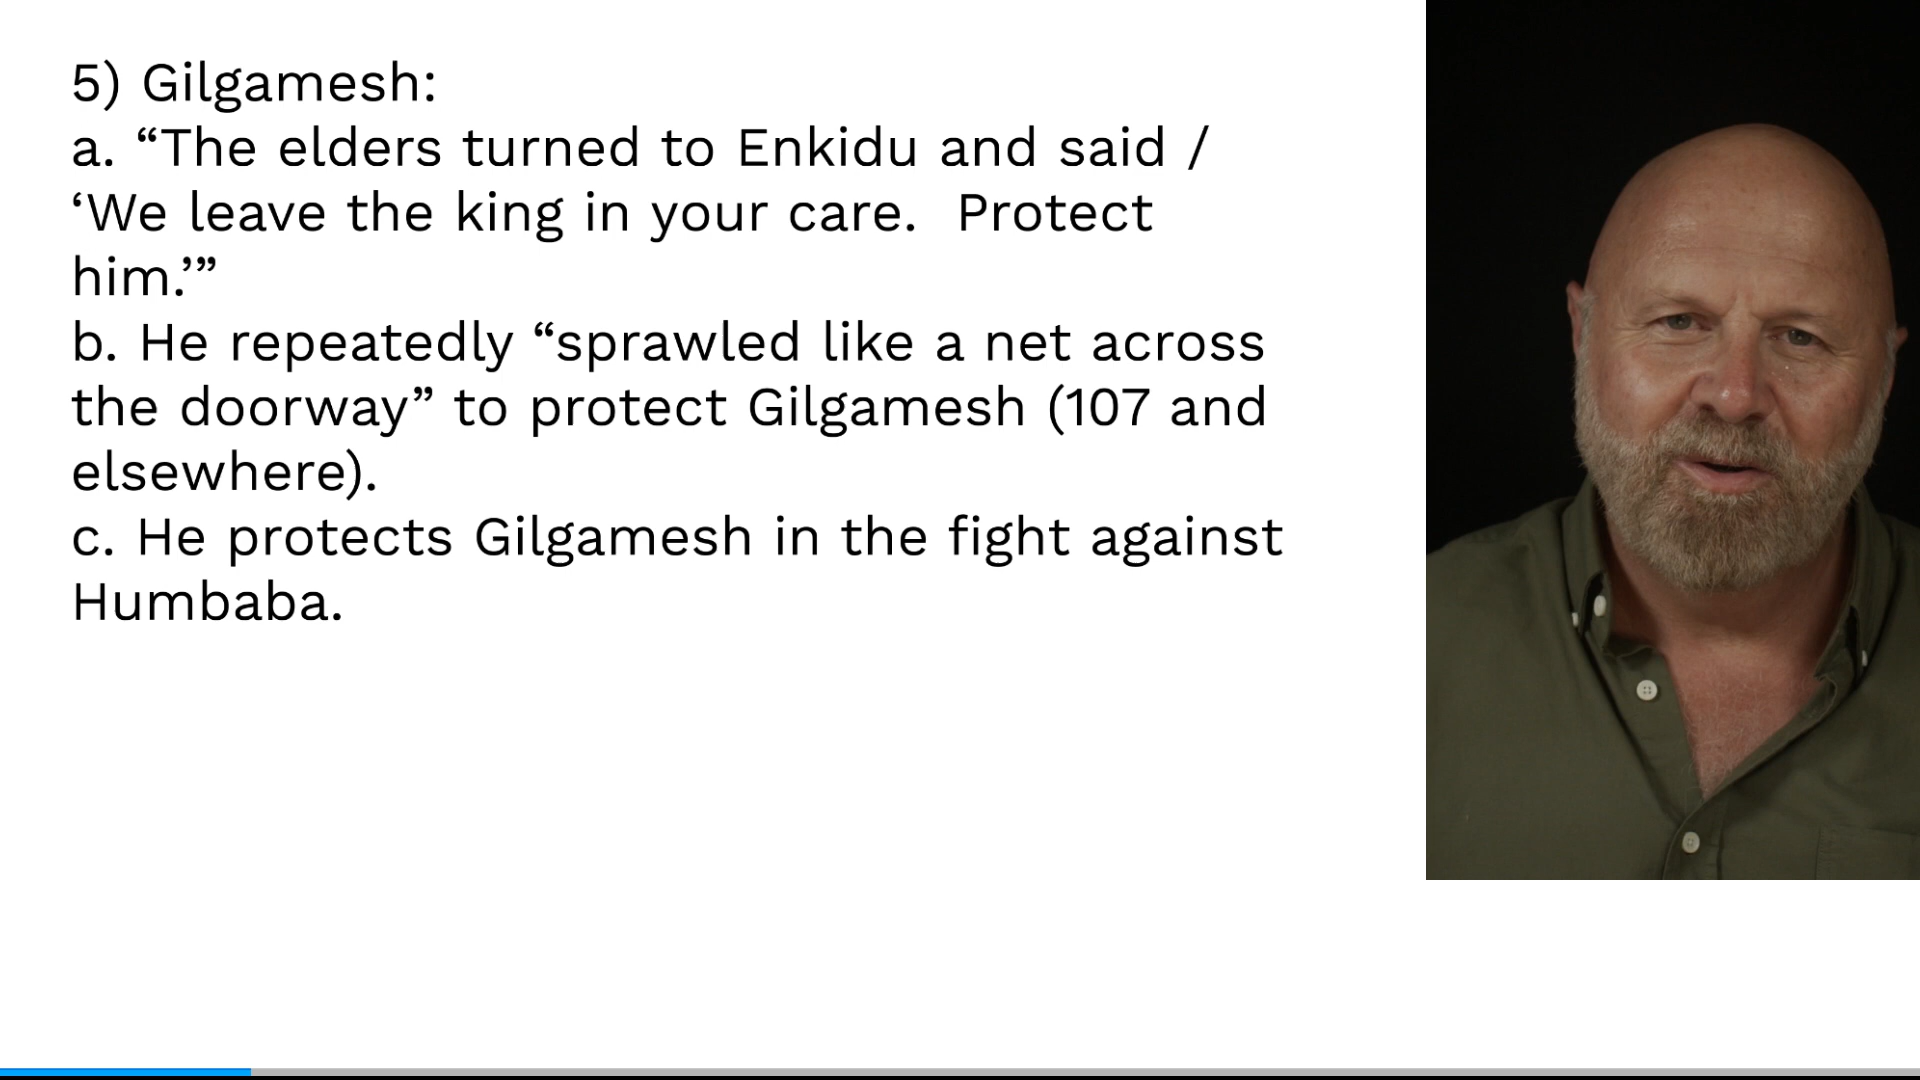 5) Gilgamesh:
a. “The elders turned to Enkidu and said /
‘We leave the king in your care.  Protect
him.’”
b. He repeatedly “sprawled like a net across
the doorway” to protect Gilgamesh (107 and
elsewhere).
c. He protects Gilgamesh in the fight against
Humbaba.